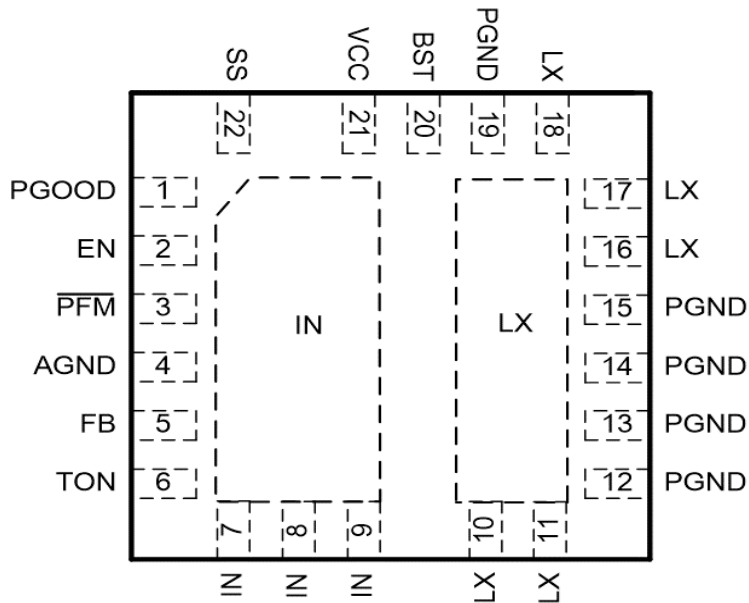 SS
VCC
BST
PGND
LX
22
21
20
19
18
PGOOD 1
17 LX
EN 2
16 LX
PFM 3
15 PGND
IN
LX
AGND 4
14 PGND
FB 5
13 PGND
TON 6
12 PGND
7
8
9
10
11
IN
IN
IN
LX
LX